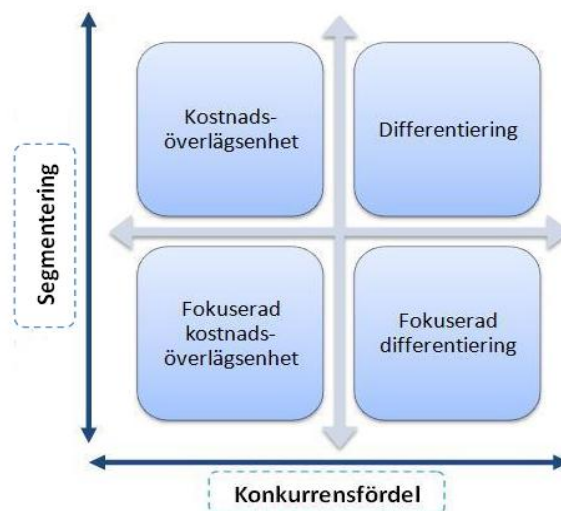 Kostnads-
överlägsenhet
Differentiering
Segmentering
Fokuserad
kostnads-
överlägsenhet
Fokuserad
differentiering
Konkurrensfördel